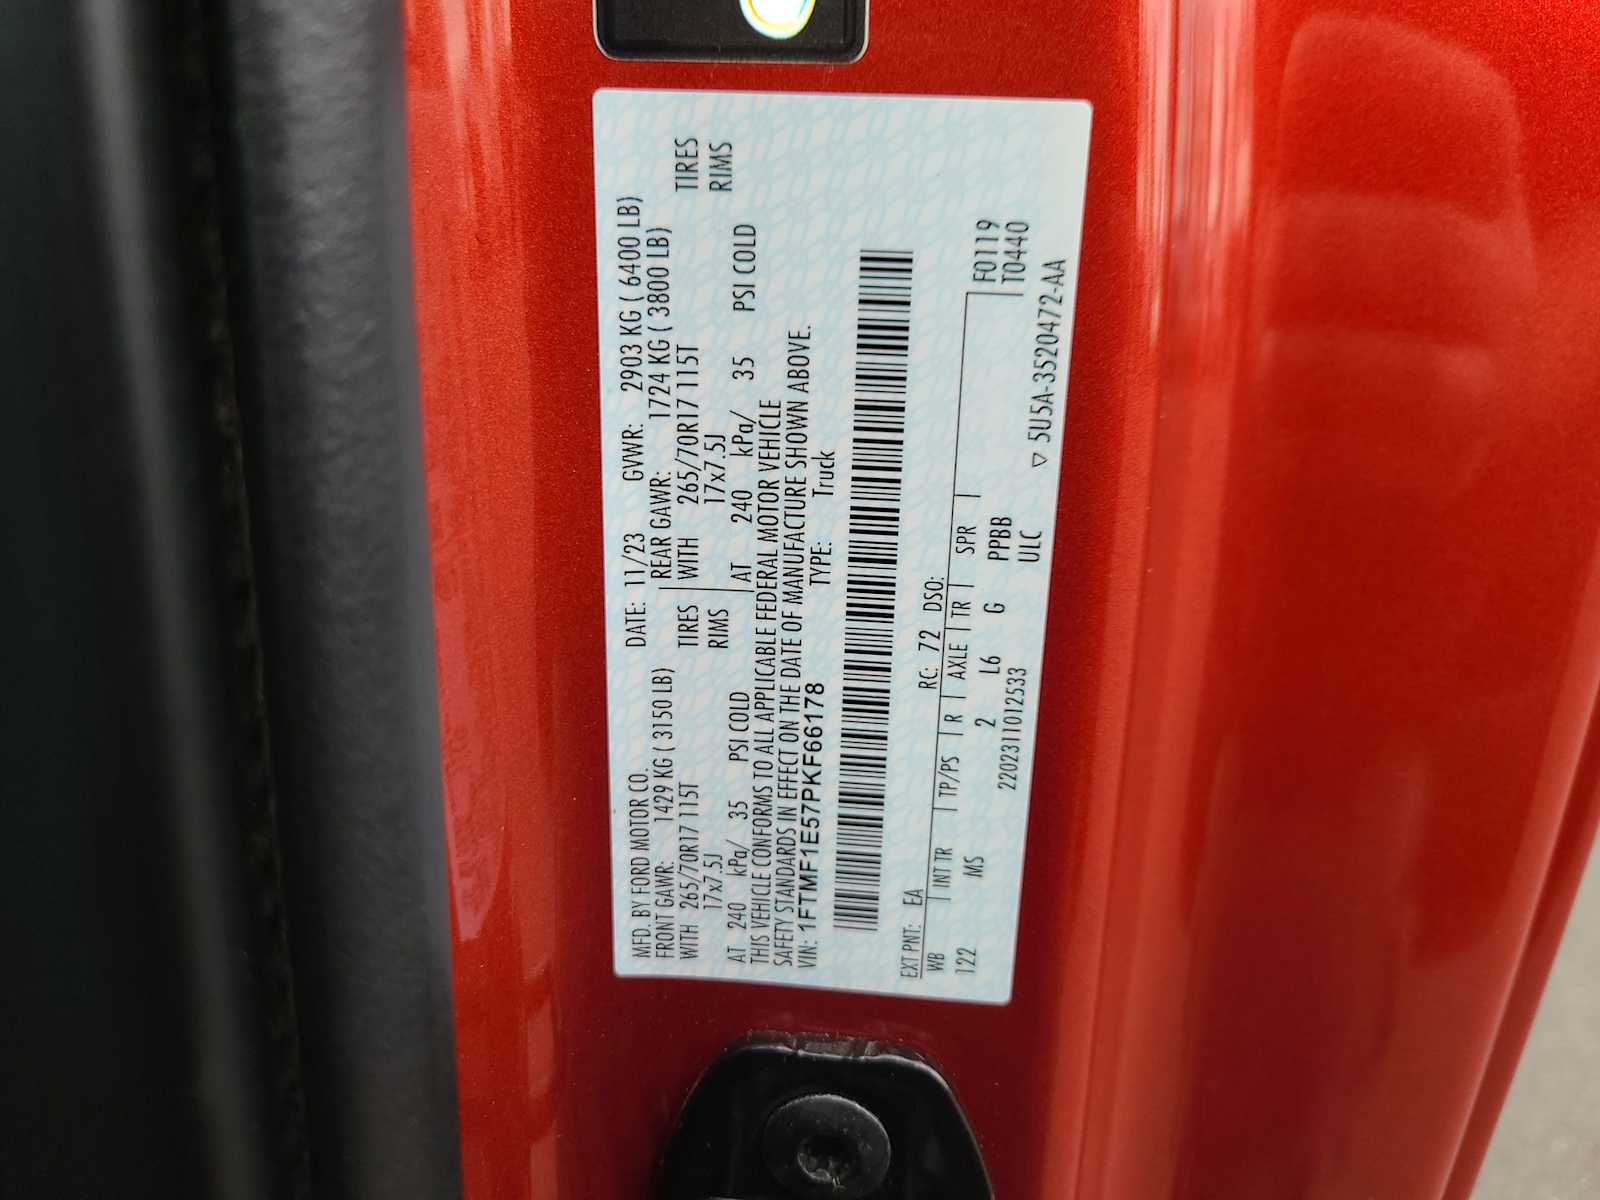 MFD. BY FORD MOTOR CO.
DATE: 11/23 GVWR: 2903 KG ( 6400 LB)
FRONT GAWR: 1429 KG ( 3150 LB) REAR GAWR: 1724 KG ( 3800 LB)
WITH 265/70R17 115T TIRES WITH 265/70R17 115T TIRES
17x7.5J RIMS 17x7.5J RIMS
AT 240 kPa/ 35 PSI COLD AT 240 kPa/ 35 PSI COLD
THIS VEHICLE CONFORMS TO ALL APPLICABLE FEDERAL MOTOR VEHICLE
SAFETY STANDARDS IN EFFECT ON THE DATE OF MANUFACTURE SHOWN ABOVE.
VIN: 1FTMF1E57PKF66178 TYPE: Truck
EXT PNT: EA RC: 72 DSO:
WB INT TR TP/PS R AXLE TR SPR F0119
122 MS 2 L6 G PPBB T0440
2202311012533 ULC
▽ 5U5A-3520472-AA